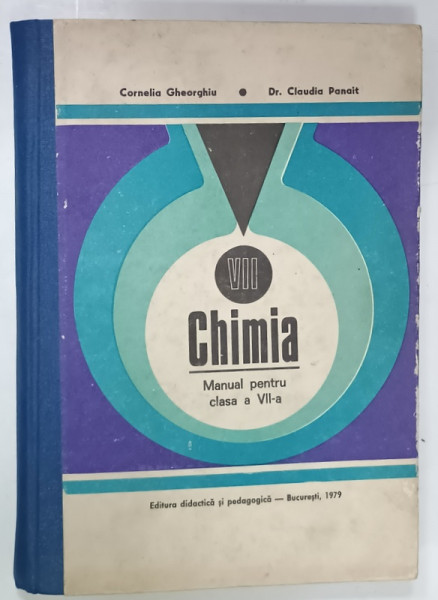 Cornelia Gheorghiu ● Dr. Claudia Panait
VII
Chimia
Manual pentru
clasa a VII-a
Editura didactică și pedagogică — București, 1979